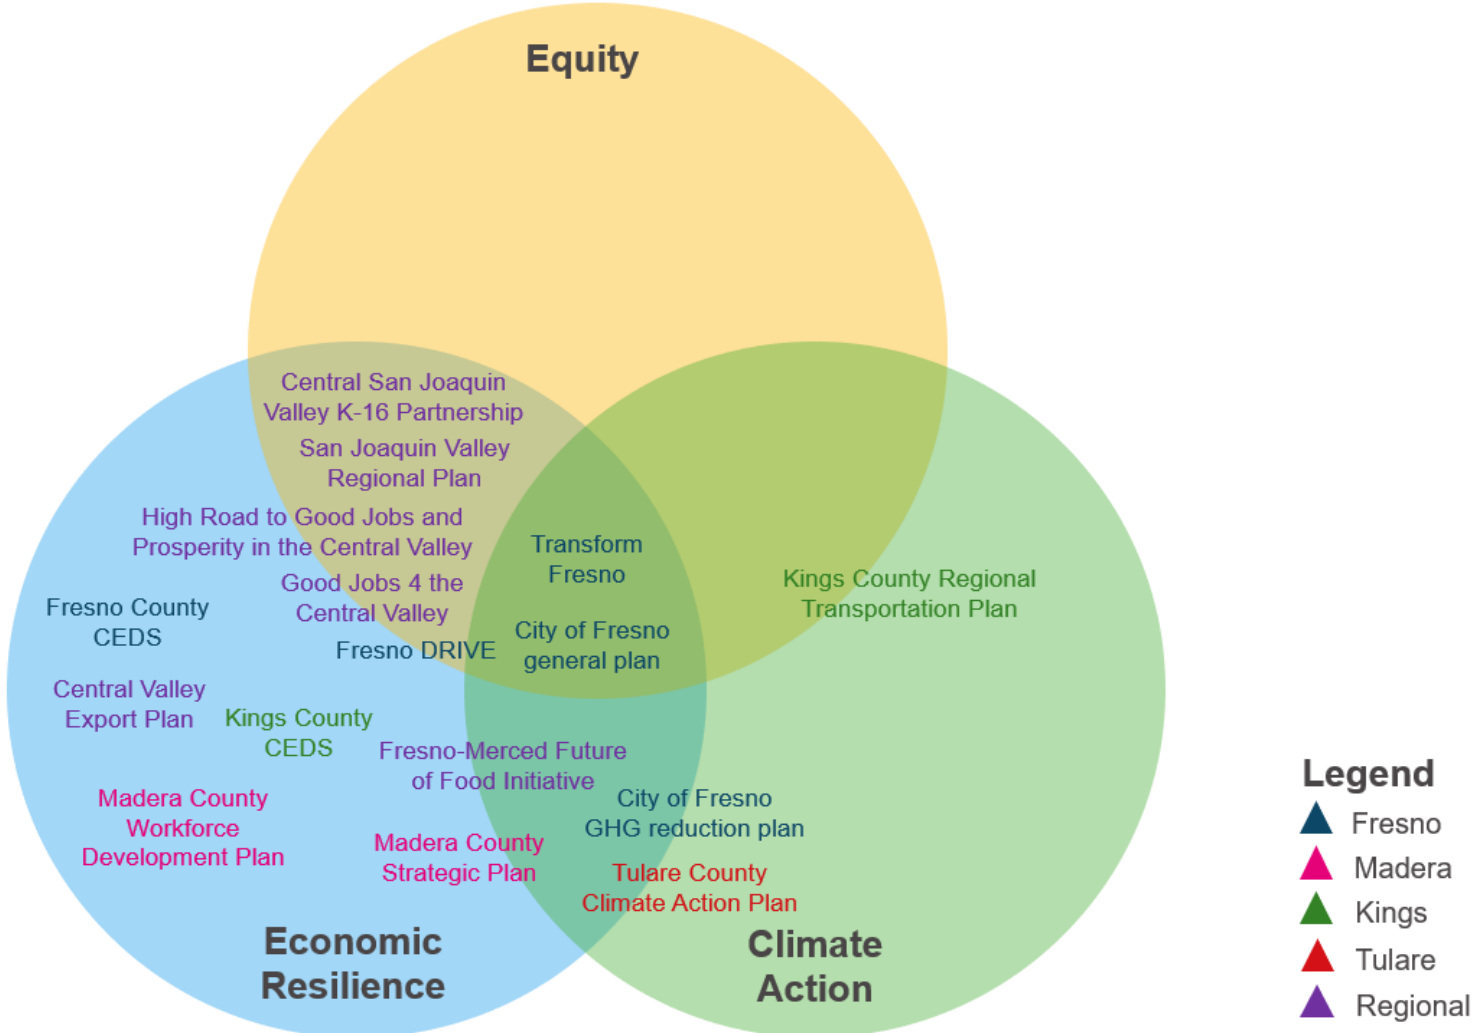 Equity
Central San Joaquin
Valley K-16 Partnership
San Joaquin Valley
Regional Plan
High Road to Good Jobs and
Prosperity in the Central Valley
Transform
Fresno
Good Jobs 4 the
Central Valley
Kings County Regional
Transportation Plan
Fresno County
CEDS
Fresno DRIVE
City of Fresno
general plan
Central Valley
Export Plan
Kings County
CEDS
Fresno-Merced Future
of Food Initiative
Madera County
Workforce
Development Plan
City of Fresno
GHG reduction plan
Madera County
Strategic Plan
Tulare County
Climate Action Plan
Economic
Resilience
Climate
Action
Legend
Fresno
Madera
Kings
Tulare
Regional